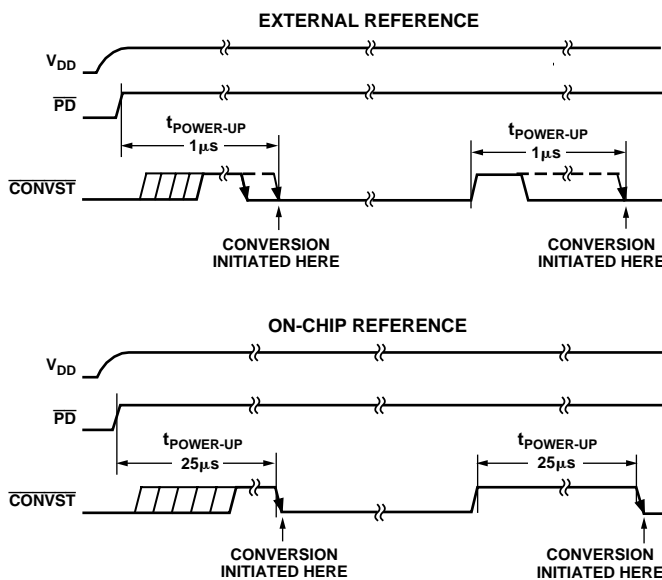 EXTERNAL REFERENCE
VDD
PD
tPOWER-UP
1µs
tPOWER-UP
1µs
CONVST
CONVERSION
INITIATED HERE
CONVERSION
INITIATED HERE
ON-CHIP REFERENCE
VDD
PD
tPOWER-UP
25µs
tPOWER-UP
25µs
CONVST
CONVERSION
INITIATED HERE
CONVERSION
INITIATED HERE